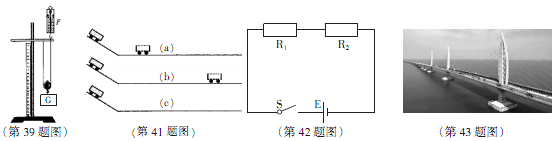 F
G
(第 39 题图)
(a)
(b)
(c)
(第 41 题图)
R₁
R₂
S
E
(第 42 题图)
(第 43 题图)